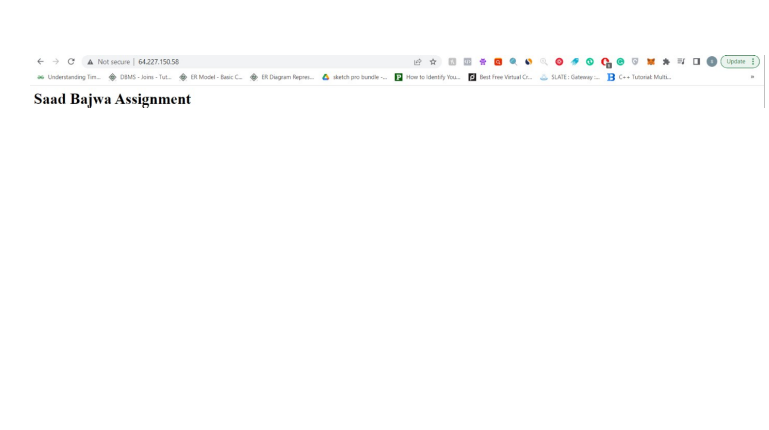 Not secure | 64.227.150.58
Update
Understanding Tim... DBMS - Joins - Tut... ER Model - Basic C... ER Diagram Repres... sketch pro bundle -... How to Identify You... Best Free Virtual Cr... SLATE : Gateway :... C++ Tutorial: Multi... »
Saad Bajwa Assignment